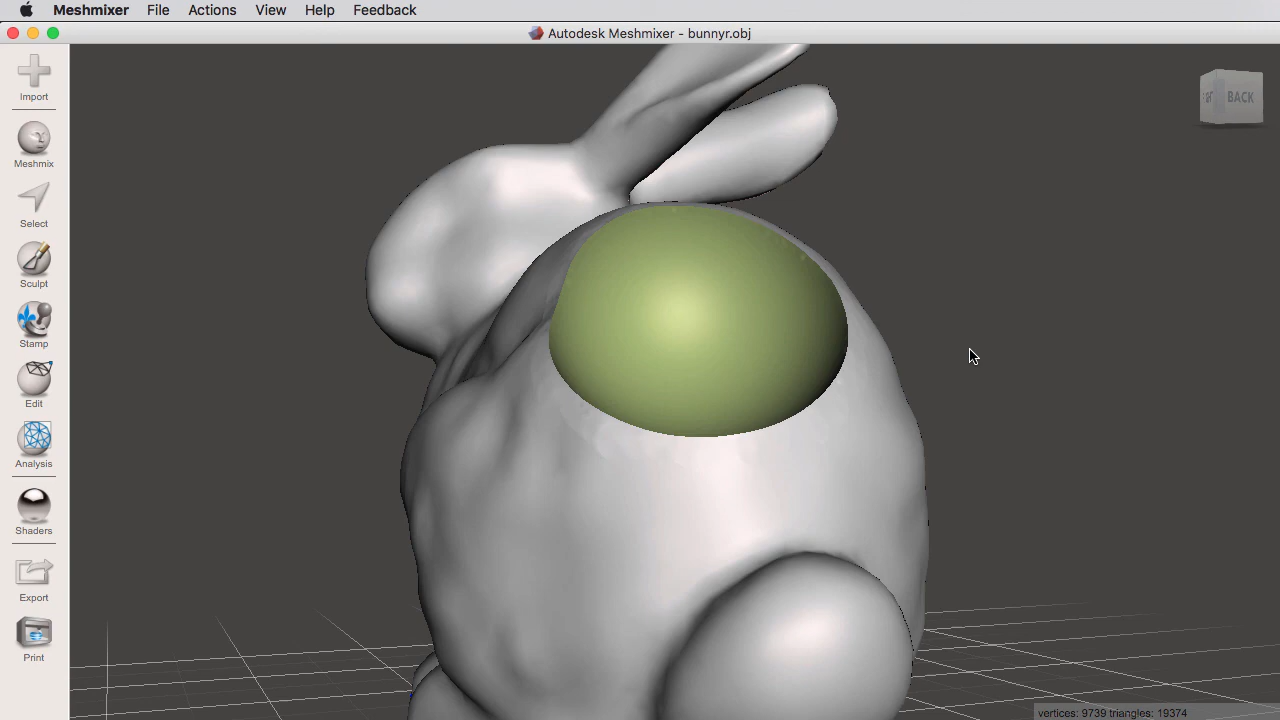 Meshmixer File Actions View Help Feedback
Autodesk Meshmixer - bunnyr.obj
Import
Meshmix
Select
Sculpt
Stamp
Edit
Analysis
Shaders
Export
Print
BACK
vertices: 9739 triangles: 19374